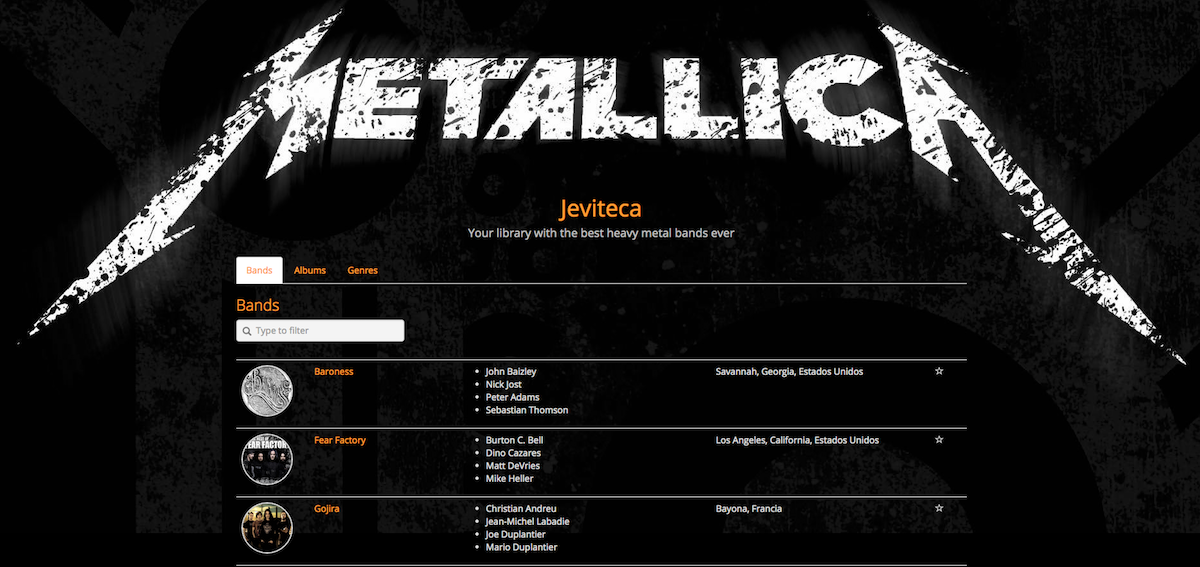 METALLICA
Jeviteca
Your library with the best heavy metal bands ever
Bands Albums Genres
Bands
Type to filter
Baroness
John Baizley
Nick Jost
Peter Adams
Sebastian Thomson
Savannah, Georgia, Estados Unidos
FEAR FACTOR
Fear Factory
Burton C. Bell
Dino Cazares
Matt DeVries
Mike Heller
Los Angeles, California, Estados Unidos
Gojira
Christian Andreu
Jean-Michel Labadie
Joe Duplantier
Mario Duplantier
Bayona, Francia